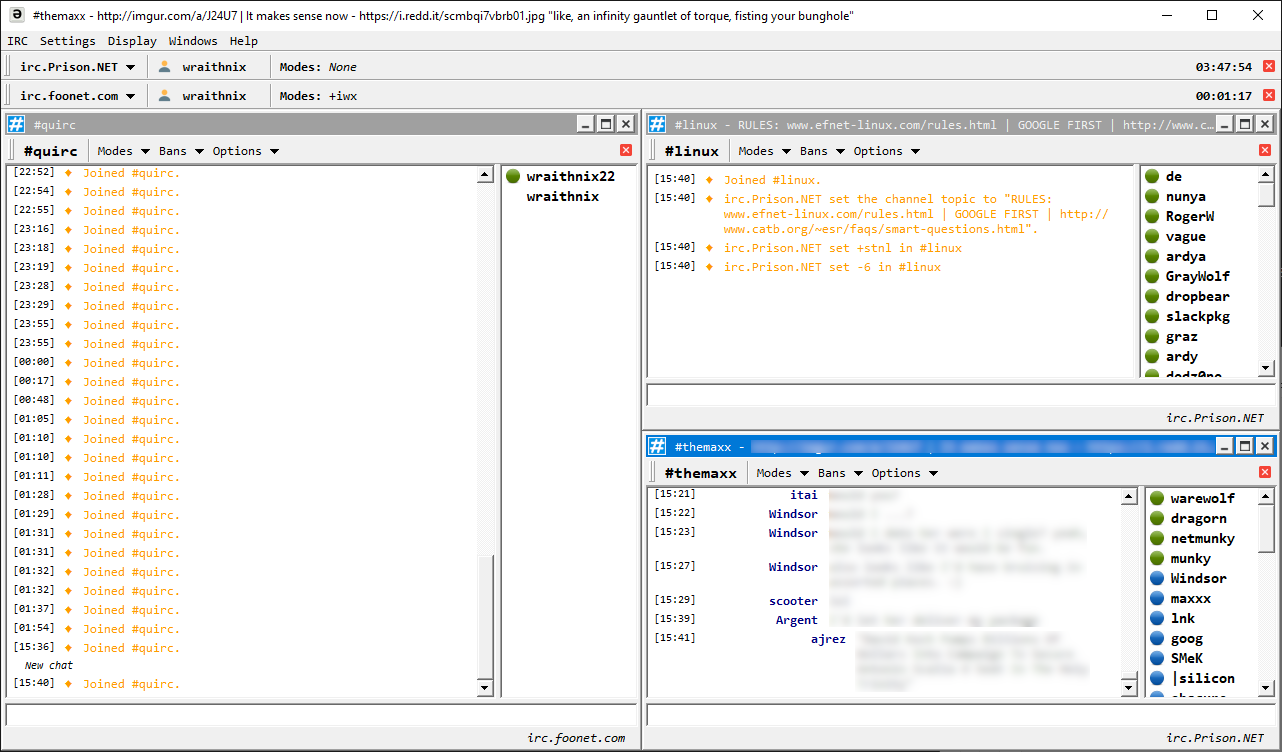 #themaxx - http://imgur.com/a/J24U7 | It makes sense now - https://i.redd.it/scmbqi7vbrb01.jpg "like, an infinity gauntlet of torque, fisting your bunghole"
IRC Settings Display Windows Help
irc.Prison.NET wraithnix Modes: None 03:47:54
irc.foonet.com wraithnix Modes: +iwx 00:01:17
#quirc
#quirc Modes Bans Options
[22:52] Joined #quirc.
[22:54] Joined #quirc.
[22:55] Joined #quirc.
[23:16] Joined #quirc.
[23:18] Joined #quirc.
[23:19] Joined #quirc.
[23:28] Joined #quirc.
[23:29] Joined #quirc.
[23:55] Joined #quirc.
[23:55] Joined #quirc.
[00:00] Joined #quirc.
[00:17] Joined #quirc.
[00:48] Joined #quirc.
[01:05] Joined #quirc.
[01:10] Joined #quirc.
[01:10] Joined #quirc.
[01:11] Joined #quirc.
[01:28] Joined #quirc.
[01:29] Joined #quirc.
[01:31] Joined #quirc.
[01:31] Joined #quirc.
[01:32] Joined #quirc.
[01:32] Joined #quirc.
[01:37] Joined #quirc.
[01:54] Joined #quirc.
[15:36] Joined #quirc.
New chat
[15:40] Joined #quirc.
wraithnix22
wraithnix
irc.foonet.com
#linux - RULES: www.efnet-linux.com/rules.html | GOOGLE FIRST | http://www.c...
#linux Modes Bans Options
[15:40] Joined #linux.
[15:40] irc.Prison.NET set the channel topic to "RULES:
www.efnet-linux.com/rules.html | GOOGLE FIRST | http://
www.catb.org/~esr/faqs/smart-questions.html".
[15:40] irc.Prison.NET set +stnl in #linux
[15:40] irc.Prison.NET set -6 in #linux
de
nunya
RogerW
vague
ardya
GrayWolf
dropbear
slackpkg
graz
ardy
irc.Prison.NET
#themaxx -
#themaxx Modes Bans Options
[15:21] itai
[15:22] Windsor
[15:23] Windsor
[15:27] Windsor
[15:29] scooter
[15:39] Argent
[15:41] ajrez
warewolf
dragorn
netmunky
munky
Windsor
maxxx
lnk
goog
SMeK
|silicon
irc.Prison.NET